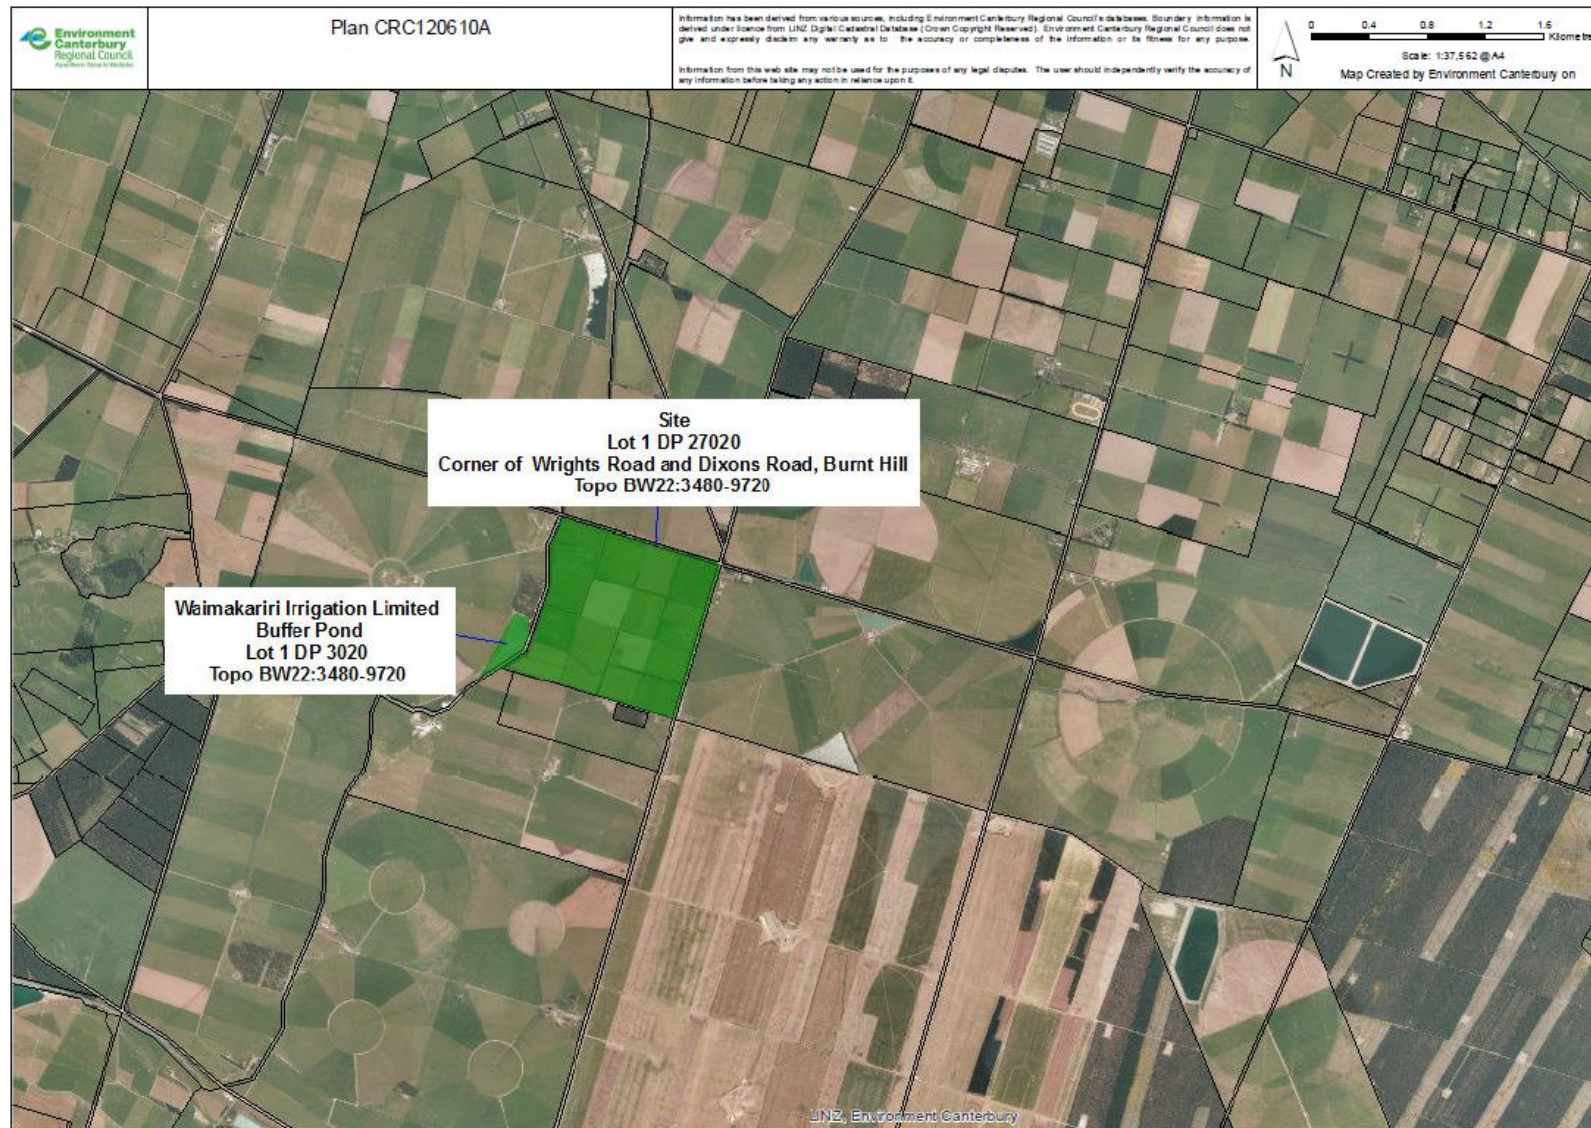 Environment
Canterbury
Regional Council
Kaunihera Taiao ki Waitaha
Plan CRC120610A
Information has been derived from various sources, including Environment Canterbury Regional Council's databases. Boundary information is
derived under licence from LINZ Digital Cadastral Database (Crown Copyright Reserved). Environment Canterbury Regional Council does not
give and expressly disclaim any warranty as to the accuracy or completeness of the information or its fitness for any purpose.
Information from this web site may not be used for the purposes of any legal disputes. The user should independently verify the accuracy of
any information before taking any action in reliance upon it.
N
0 0.4 0.8 1.2 1.6
Kilometre
Scale: 1:37,562 @A4
Map Created by Environment Canterbury on
Site
Lot 1 DP 27020
Corner of Wrights Road and Dixons Road, Burnt Hill
Topo BW22:3480-9720
Waimakariri Irrigation Limited
Buffer Pond
Lot 1 DP 3020
Topo BW22:3480-9720
LINZ, Environment Canterbury